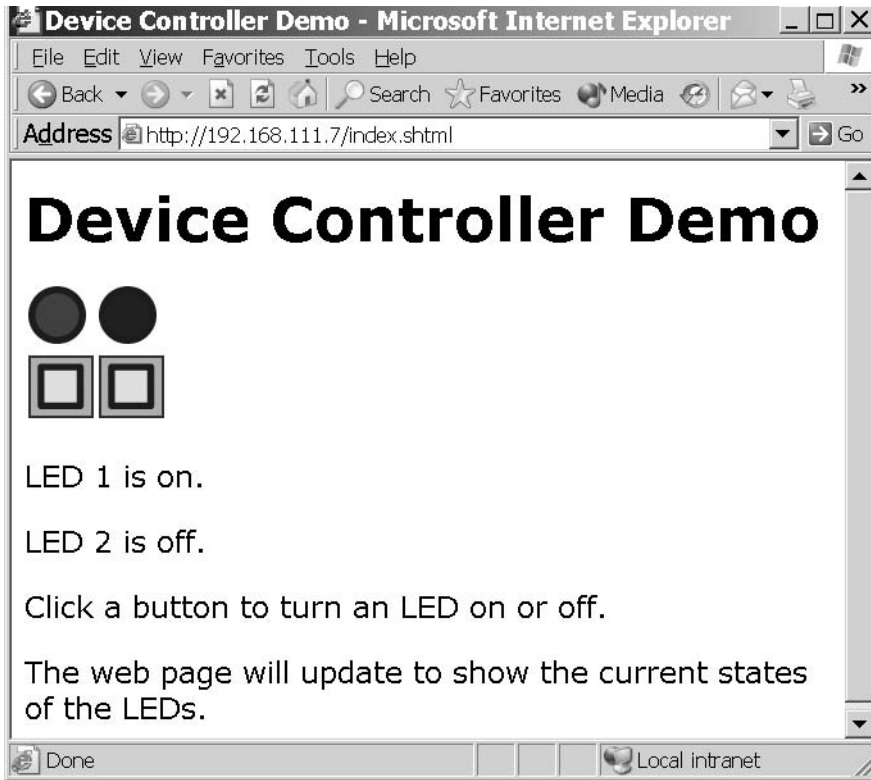 Device Controller Demo - Microsoft Internet Explorer
File Edit View Favorites Tools Help
Back Search Favorites Media »
Address http://192.168.111.7/index.shtml Go
Device Controller Demo
LED 1 is on.
LED 2 is off.
Click a button to turn an LED on or off.
The web page will update to show the current states
of the LEDs.
Done Local intranet